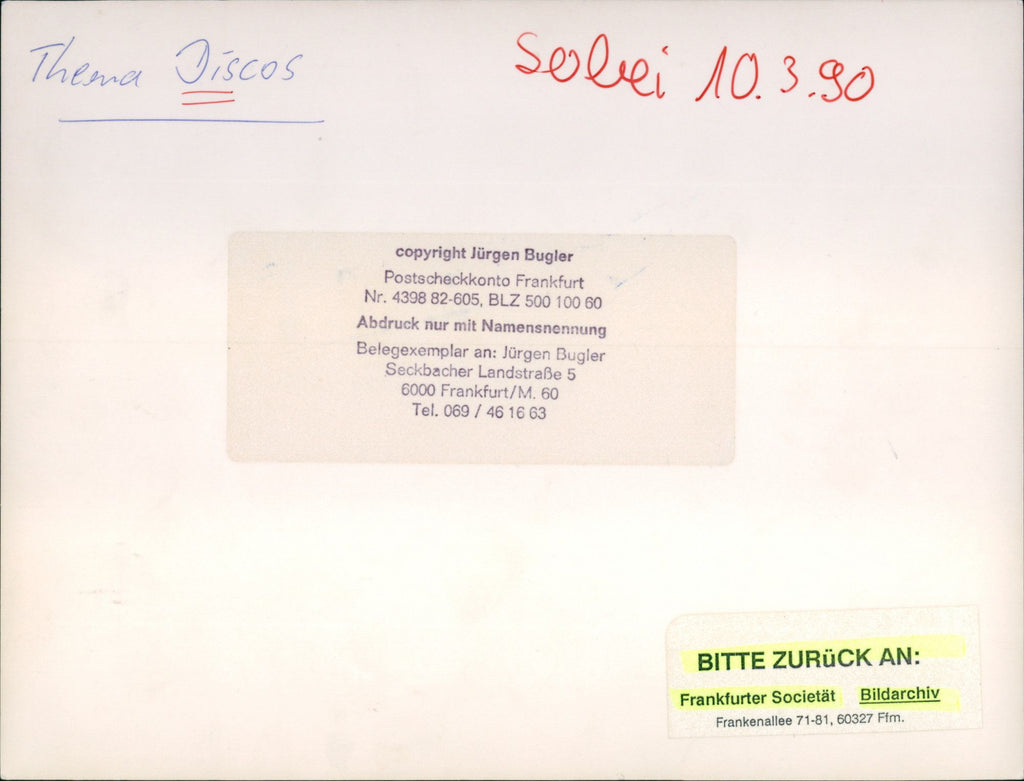 Thema Discos
Sobei 10.3.90
copyright Jürgen Bugler
Postscheckkonto Frankfurt
Nr. 4398 82-605, BLZ 500 100 60
Abdruck nur mit Namensnennung
Belegexemplar an: Jürgen Bugler
Seckbacher Landstraße 5
6000 Frankfurt/M. 60
Tel. 069 / 46 16 63
BITTE ZURüCK AN:
Frankfurter Societät Bildarchiv
Frankenallee 71-81, 60327 Ffm.